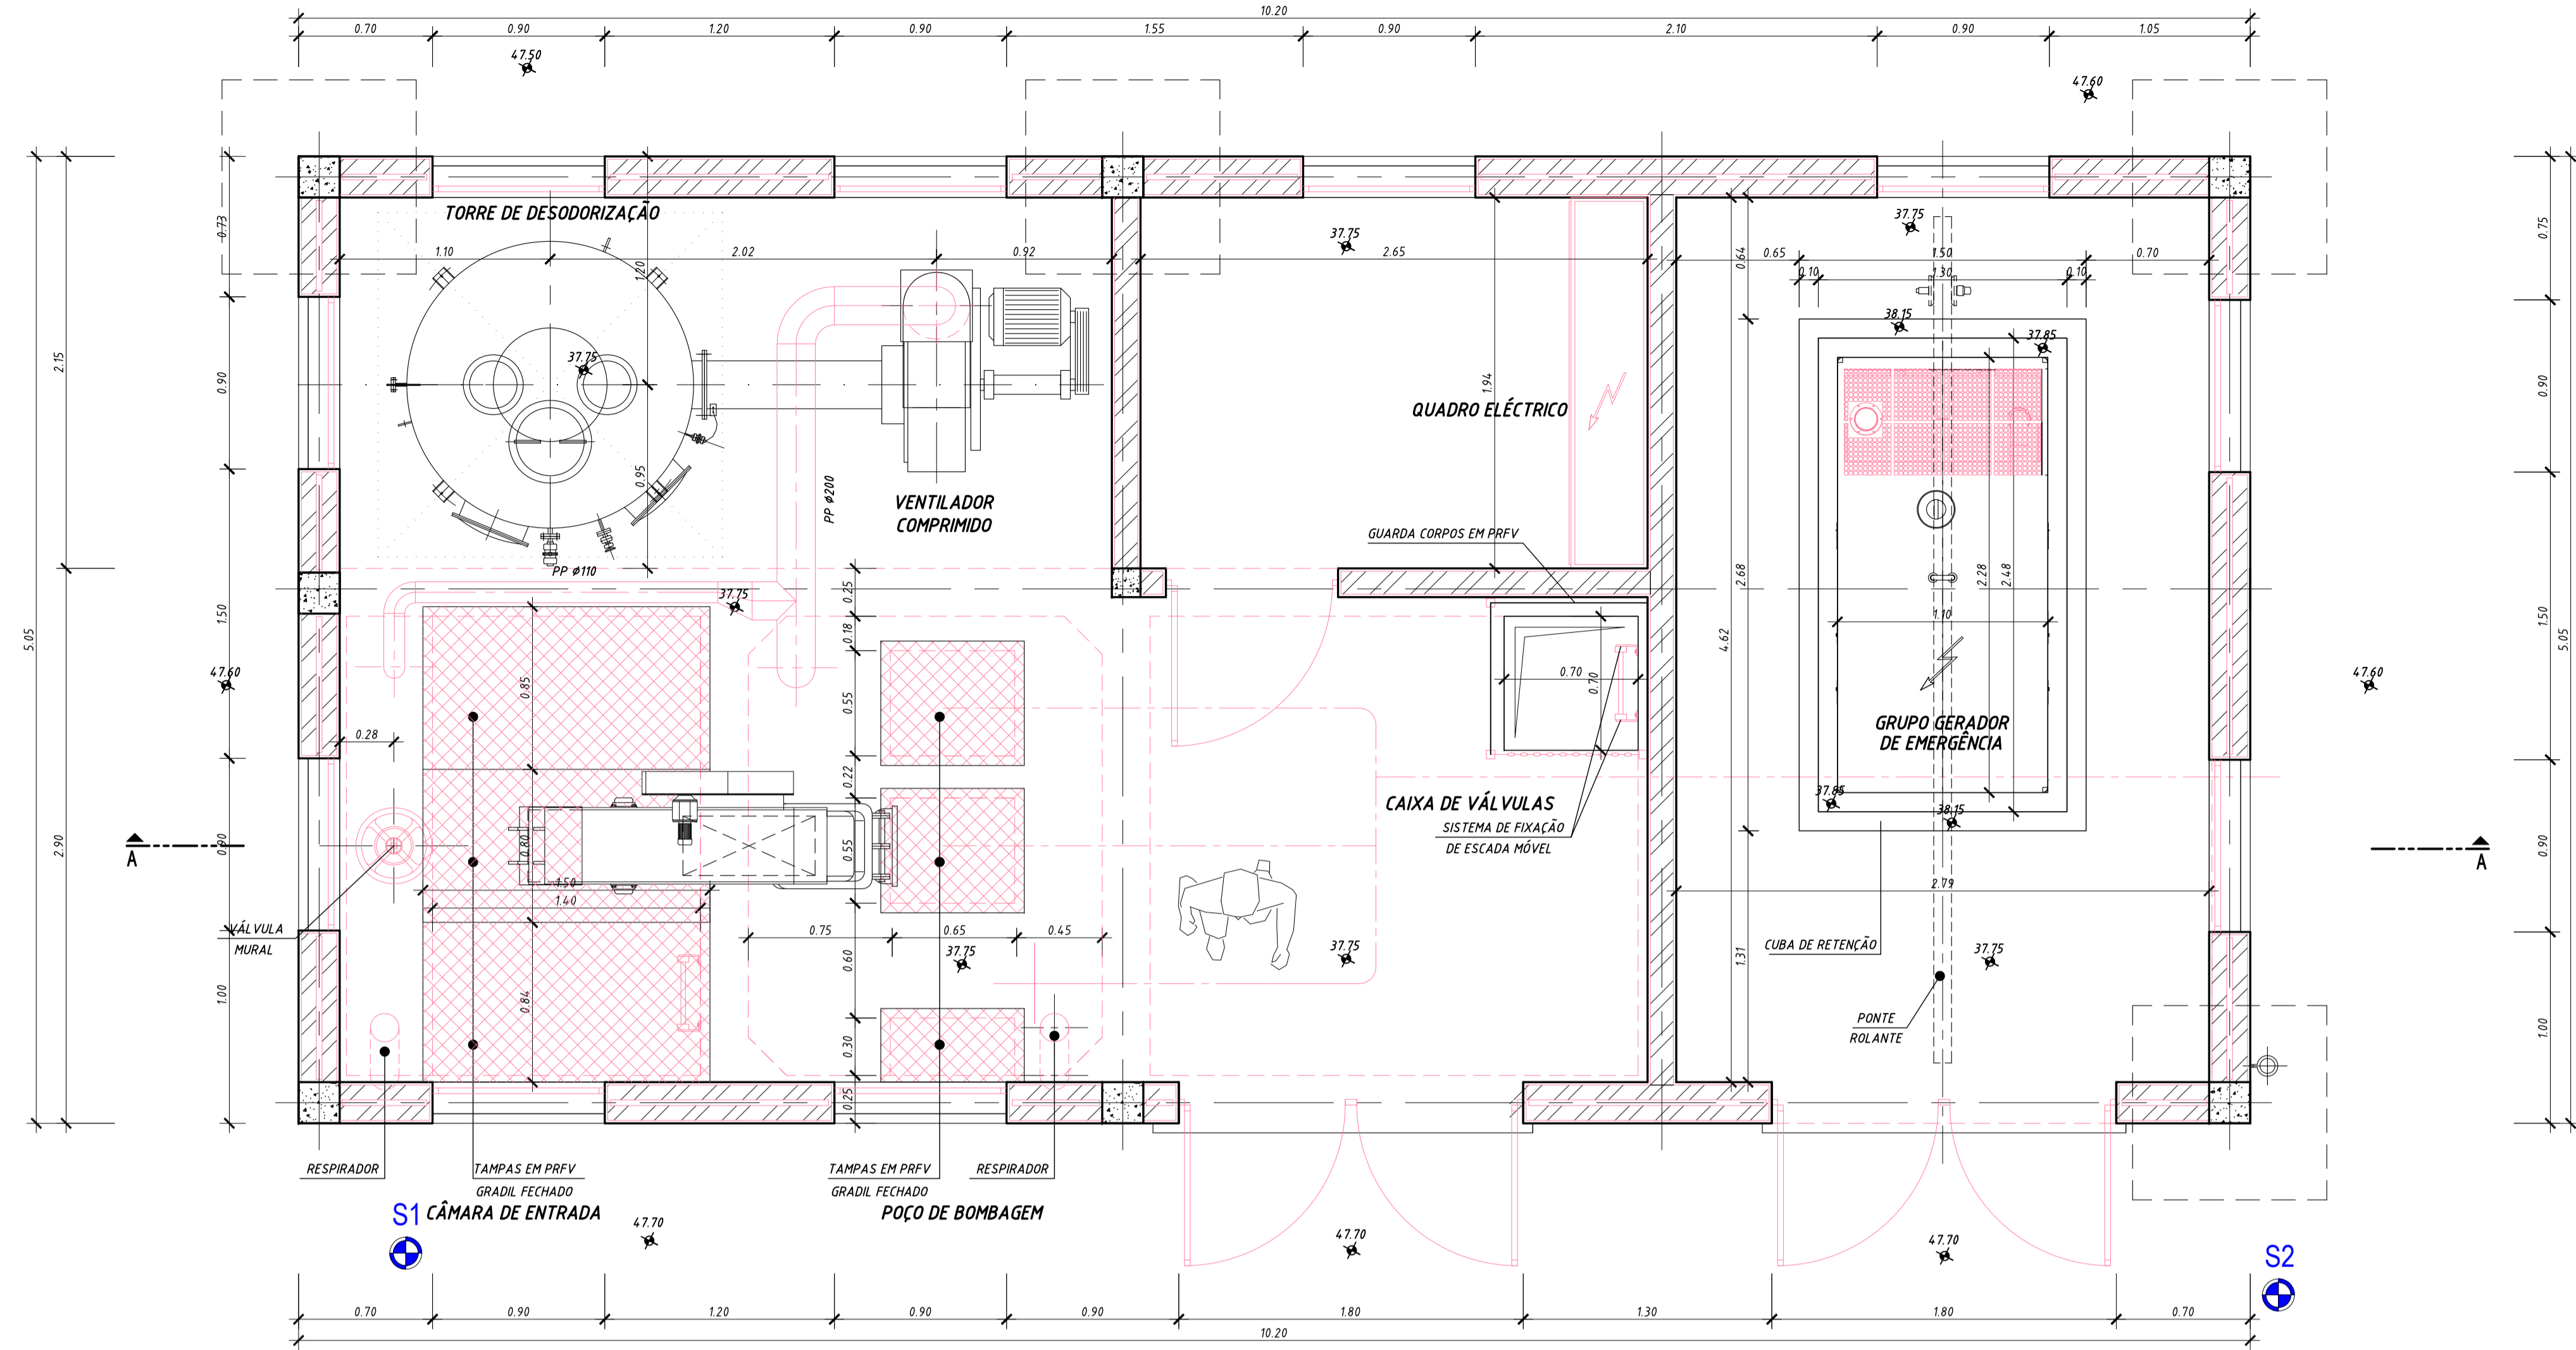 10.20
0.70 0.90 1.20 0.90 1.55 0.90 2.10 0.90 1.05
47.50
47.60
TORRE DE DESODORIZAÇÃO
37.75
37.75
0.73
0.75
1.10 2.02 0.92 2.65
0.65 1.50 0.70
0.10 1.30 0.10
1.20
0.64
38.15
37.85
37.75
2.15
0.90
1.94
0.90
QUADRO ELÉCTRICO
0.95
PP Ø200
VENTILADOR
COMPRIMIDO
GUARDA CORPOS EM PRFV
PP Ø110
37.75
0.25
2.68
2.28
2.48
5.05
1.50
0.18
1.10
1.50
5.05
47.60
0.85
0.55
0.70
0.70
4.62
47.60
0.28
GRUPO GERADOR
DE EMERGÊNCIA
0.22
37.85
38.15
CAIXA DE VÁLVULAS
SISTEMA DE FIXAÇÃO
DE ESCADA MÓVEL
2.90
0.90
0.80
0.55
0.90
A
A
1.50
1.40
2.79
VÁLVULA
MURAL
0.75 0.65 0.45
37.75
37.75
CUBA DE RETENÇÃO
37.75
0.60
1.31
1.00
0.84
0.30
1.00
PONTE
ROLANTE
0.25
RESPIRADOR
TAMPAS EM PRFV
GRADIL FECHADO
TAMPAS EM PRFV
GRADIL FECHADO
RESPIRADOR
S1
CÂMARA DE ENTRADA
POÇO DE BOMBAGEM
47.70
47.70
47.70
S2
0.70 0.90 1.20 0.90 0.90 1.80 1.30 1.80 0.70
10.20